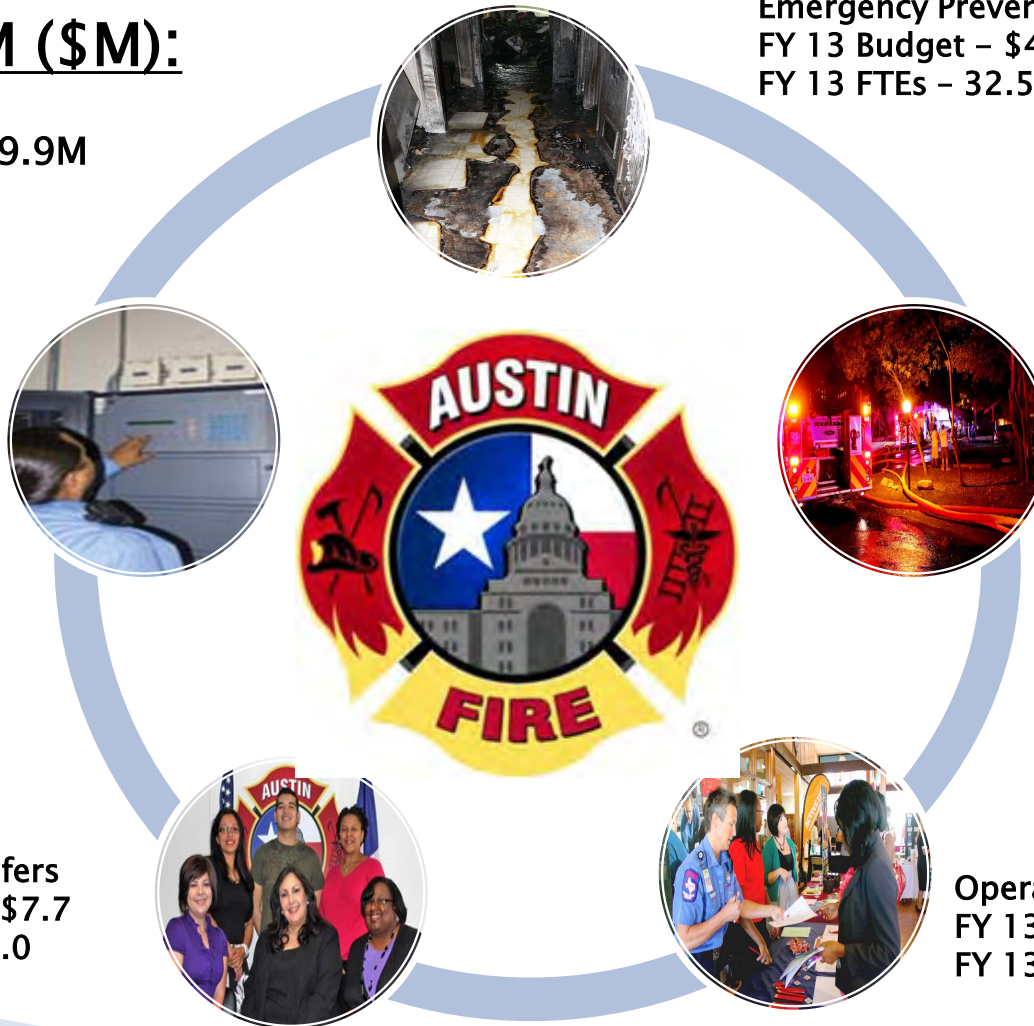 M ($M):
9.9M
Emergency Preven
FY 13 Budget – $4
FY 13 FTEs – 32.5
AUSTIN
FIRE
®
AUSTIN
fers
$7.7
.0
Opera
FY 13
FY 13